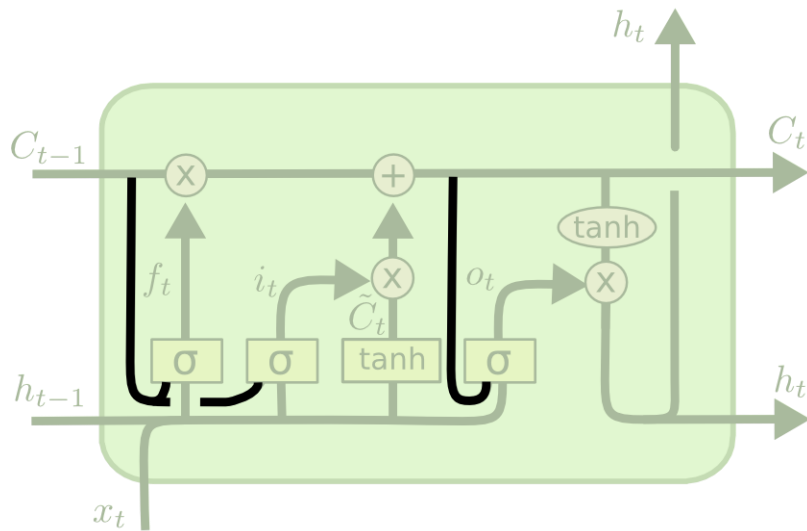 h_t
C_{t-1}
x
+
C_t
tanh
f_t
i_t
x
o_t
x
C̃_t
σ
σ
tanh
σ
h_{t-1}
h_t
x_t